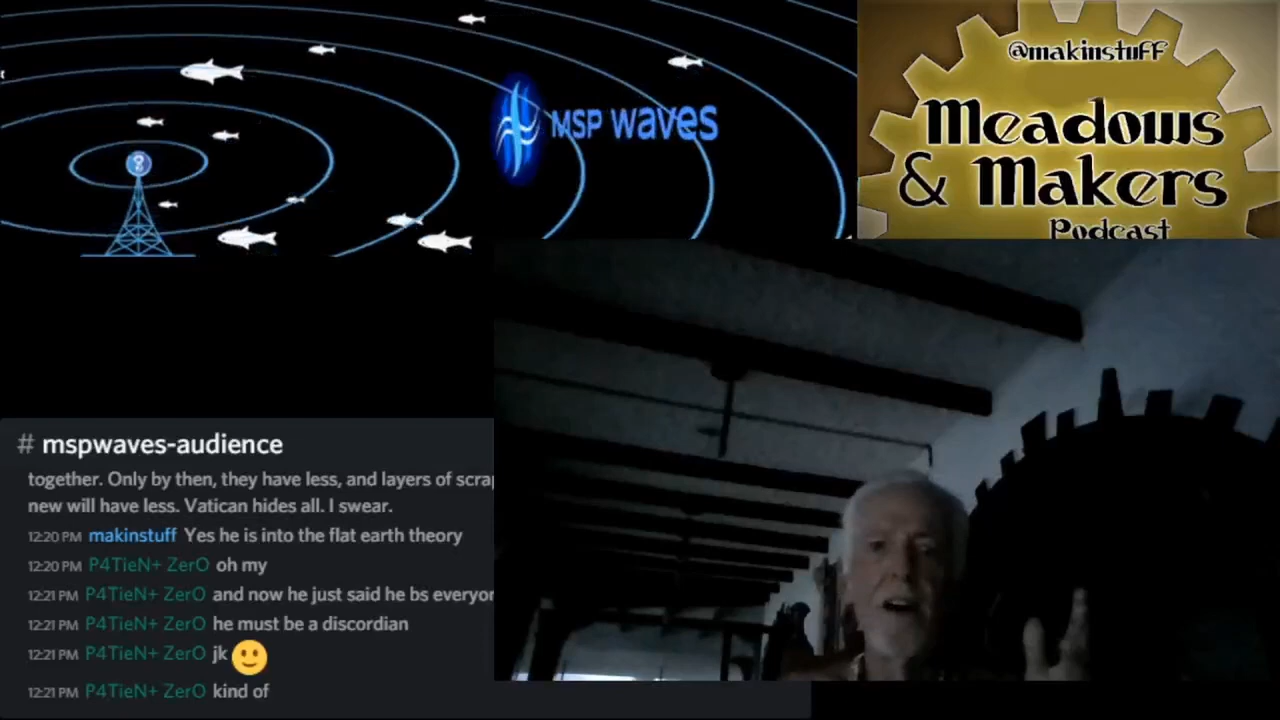 @makinstuff
Meadows
& Makers
Podcast
MSP waves
?
# mspwaves-audience
together. Only by then, they have less, and layers of scrap
new will have less. Vatican hides all. I swear.
12:20 PM makinstuff Yes he is into the flat earth theory
12:20 PM P4TieN+ ZerO oh my
12:21 PM P4TieN+ ZerO and now he just said he bs everyon
12:21 PM P4TieN+ ZerO he must be a discordian
12:21 PM P4TieN+ ZerO jk
12:21 PM P4TieN+ ZerO kind of